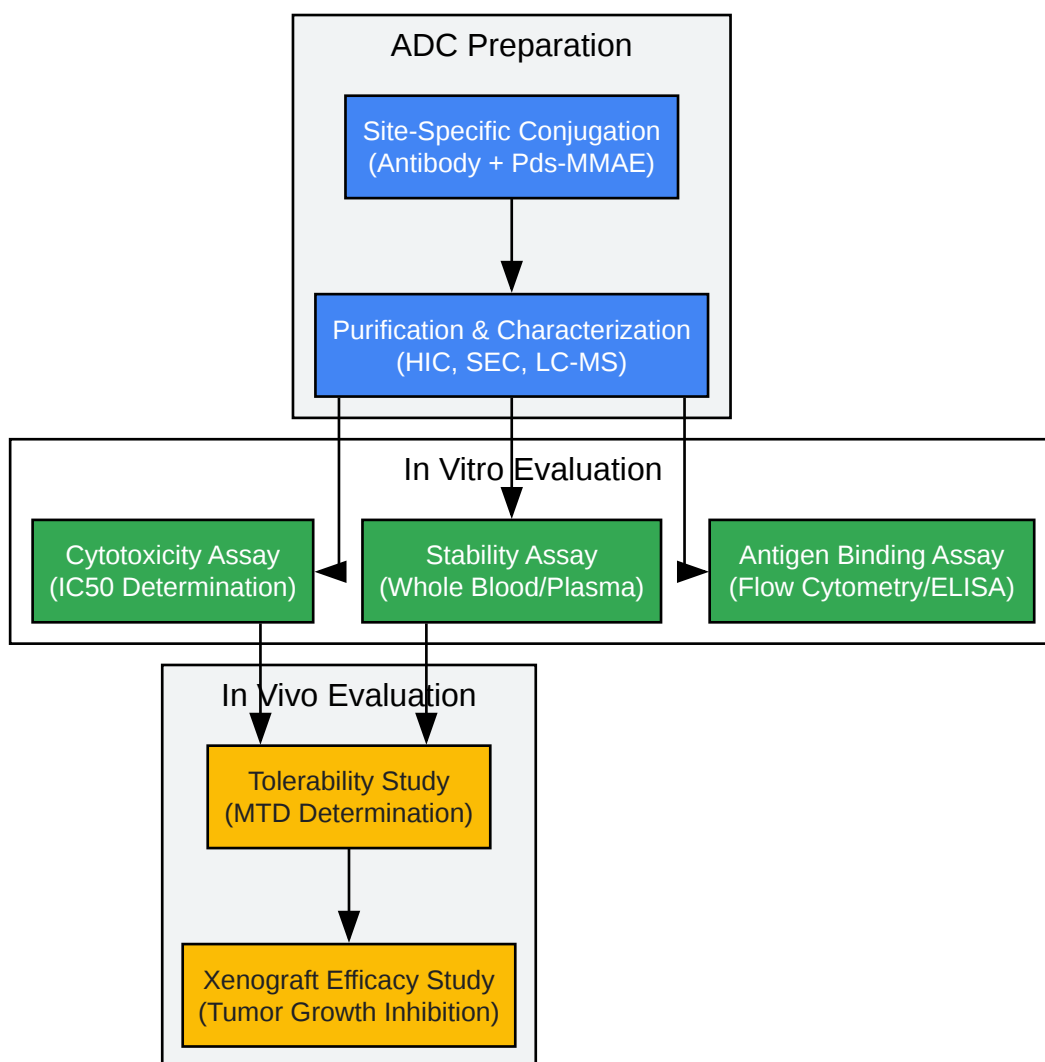 ADC Preparation
Site-Specific Conjugation
(Antibody + Pds-MMAE)
Purification & Characterization
(HIC, SEC, LC-MS)
In Vitro Evaluation
Cytotoxicity Assay
(IC50 Determination)
Stability Assay
(Whole Blood/Plasma)
Antigen Binding Assay
(Flow Cytometry/ELISA)
In Vivo Evaluation
Tolerability Study
(MTD Determination)
Xenograft Efficacy Study
(Tumor Growth Inhibition)